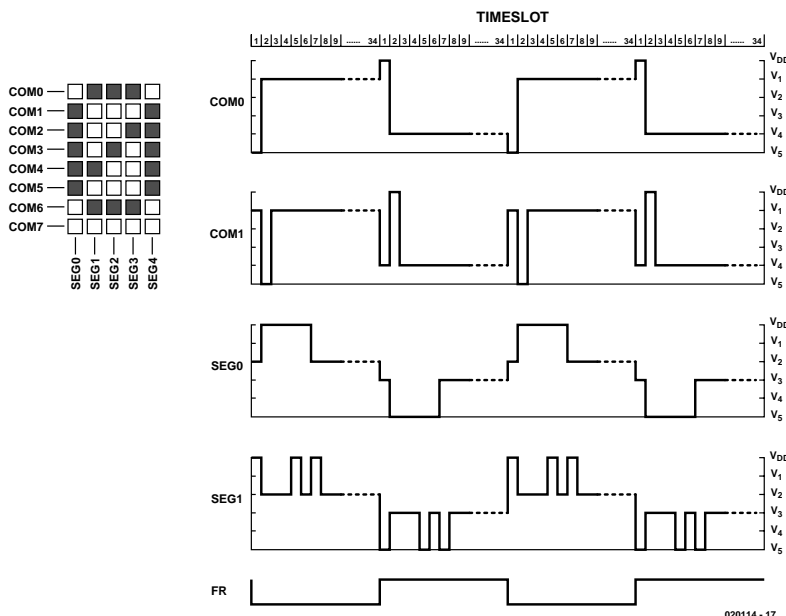 TIMESLOT
1 2 3 4 5 6 7 8 9 ...... 34 1 2 3 4 5 6 7 8 9 ...... 34 1 2 3 4 5 6 7 8 9 ...... 34 1 2 3 4 5 6 7 8 9 ...... 34
COM0
COM1
COM2
COM3
COM4
COM5
COM6
COM7
SEG0
SEG1
SEG2
SEG3
SEG4
COM0
VDD
V1
V2
V3
V4
V5
COM1
VDD
V1
V2
V3
V4
V5
SEG0
VDD
V1
V2
V3
V4
V5
SEG1
VDD
V1
V2
V3
V4
V5
FR
020114 - 17